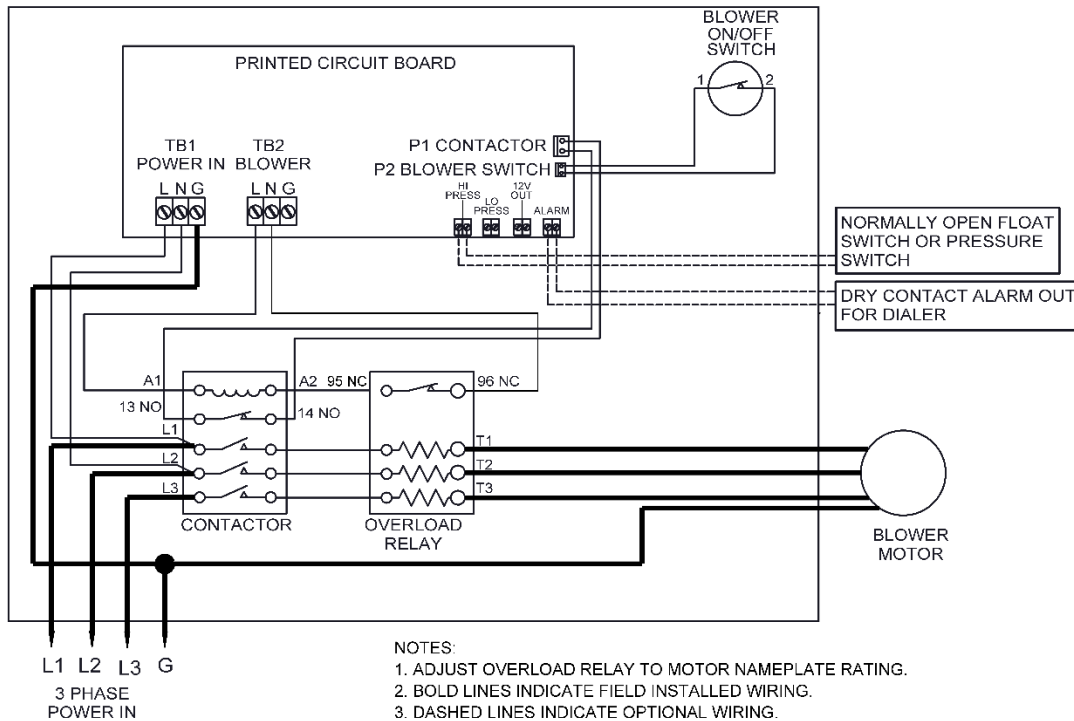 BLOWER
ON/OFF
SWITCH
1 2
PRINTED CIRCUIT BOARD
TB1
POWER IN
L N G
TB2
BLOWER
L N G
P1 CONTACTOR
P2 BLOWER SWITCH
HI
PRESS
LO
PRESS
12V
OUT
ALARM
NORMALLY OPEN FLOAT
SWITCH OR PRESSURE
SWITCH
DRY CONTACT ALARM OUT
FOR DIALER
A1
A2
95 NC
96 NC
13 NO
14 NO
L1
L2
L3
T1
T2
T3
CONTACTOR
OVERLOAD
RELAY
BLOWER
MOTOR
L1 L2 L3 G
3 PHASE
POWER IN
NOTES:
1. ADJUST OVERLOAD RELAY TO MOTOR NAMEPLATE RATING.
2. BOLD LINES INDICATE FIELD INSTALLED WIRING.
3. DASHED LINES INDICATE OPTIONAL WIRING.